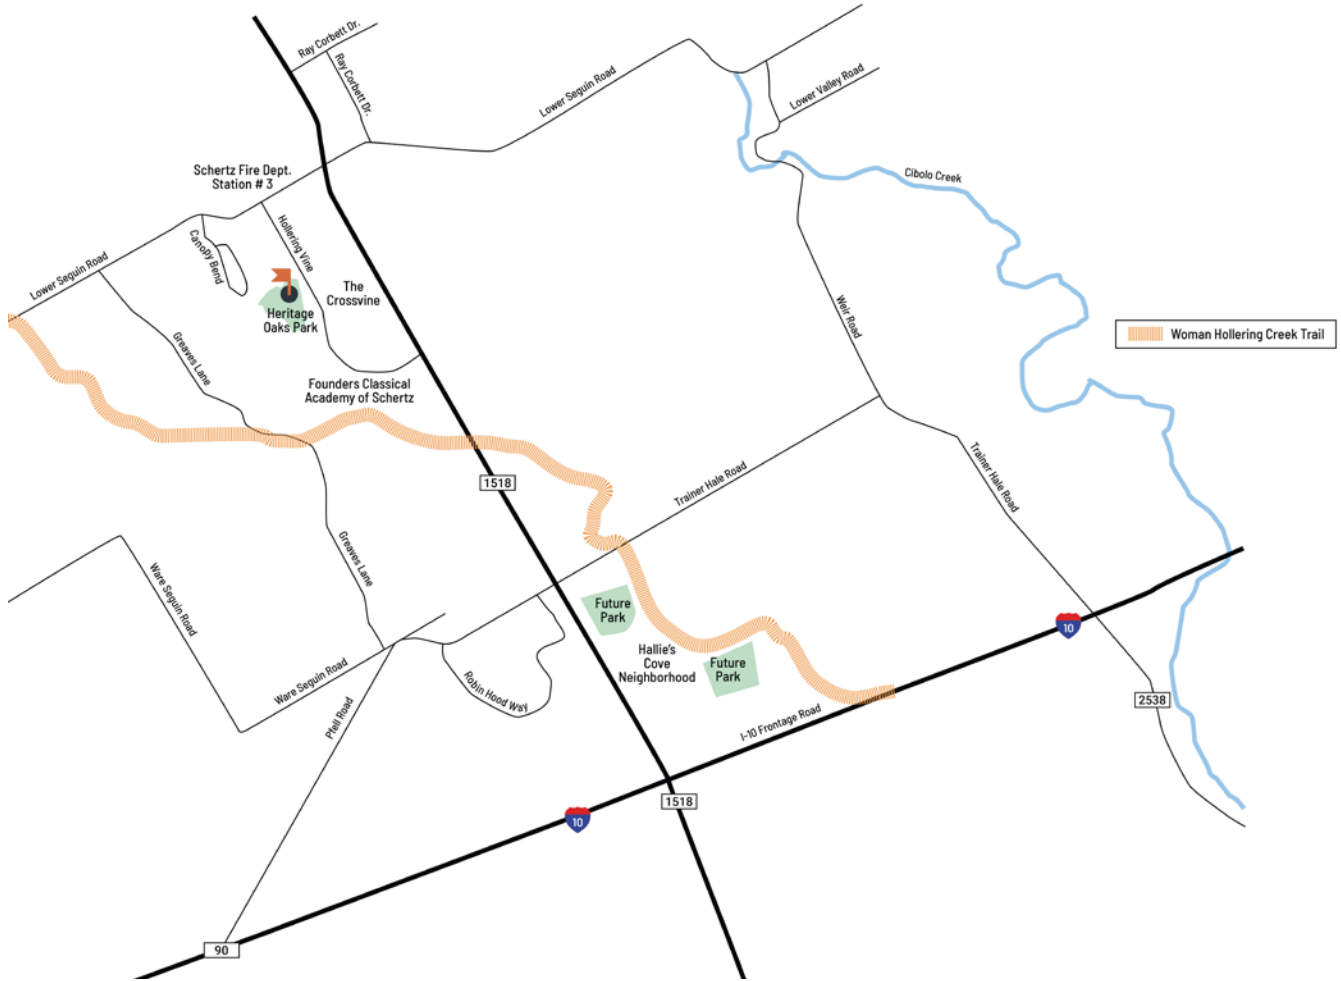 Ray Corbett Dr.
Ray Corbett Dr.
Lower Seguin Road
Lower Valley Road
Schertz Fire Dept.
Station # 3
Cibolo Creek
Hollering Vine
Canopy Bend
Lower Seguin Road
The
Crossvine
Heritage
Oaks Park
Weir Road
Woman Hollering Creek Trail
Greaves Lane
Founders Classical
Academy of Schertz
1518
Trainer Hale Road
Trainer Hale Road
Greaves Lane
Ware Seguin Road
Future
Park
10
Hallie's
Cove
Neighborhood
Future
Park
Ware Seguin Road
Robin Hood Way
Pfeil Road
I-10 Frontage Road
2538
1518
10
90